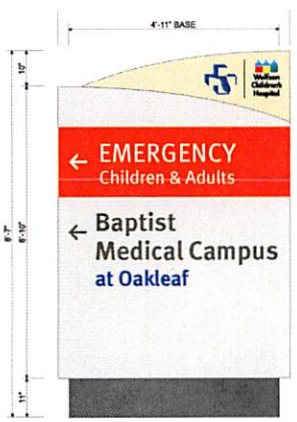 4'-11" BASE
10"
Wolfson
Children's
Hospital
← EMERGENCY
Children & Adults
← Baptist
Medical Campus
at Oakleaf
8'-7"
6'-10"
11"